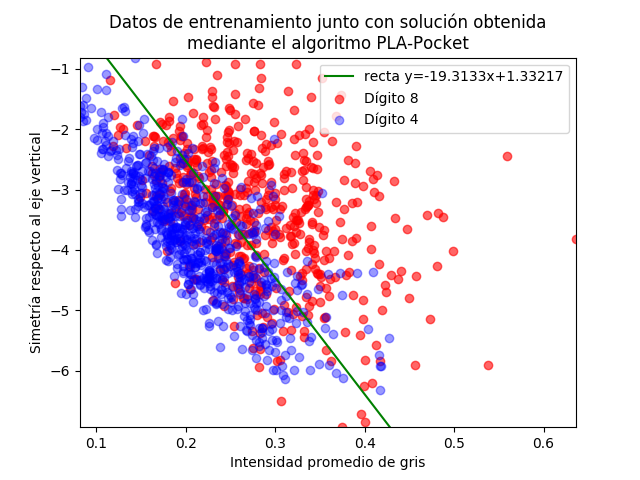 Datos de entrenamiento junto con solución obtenida
mediante el algoritmo PLA-Pocket
recta y=-19.3133x+1.33217
Dígito 8
Dígito 4
Simetría respecto al eje vertical
−1
−2
−3
−4
−5
−6
0.1 0.2 0.3 0.4 0.5 0.6
Intensidad promedio de gris